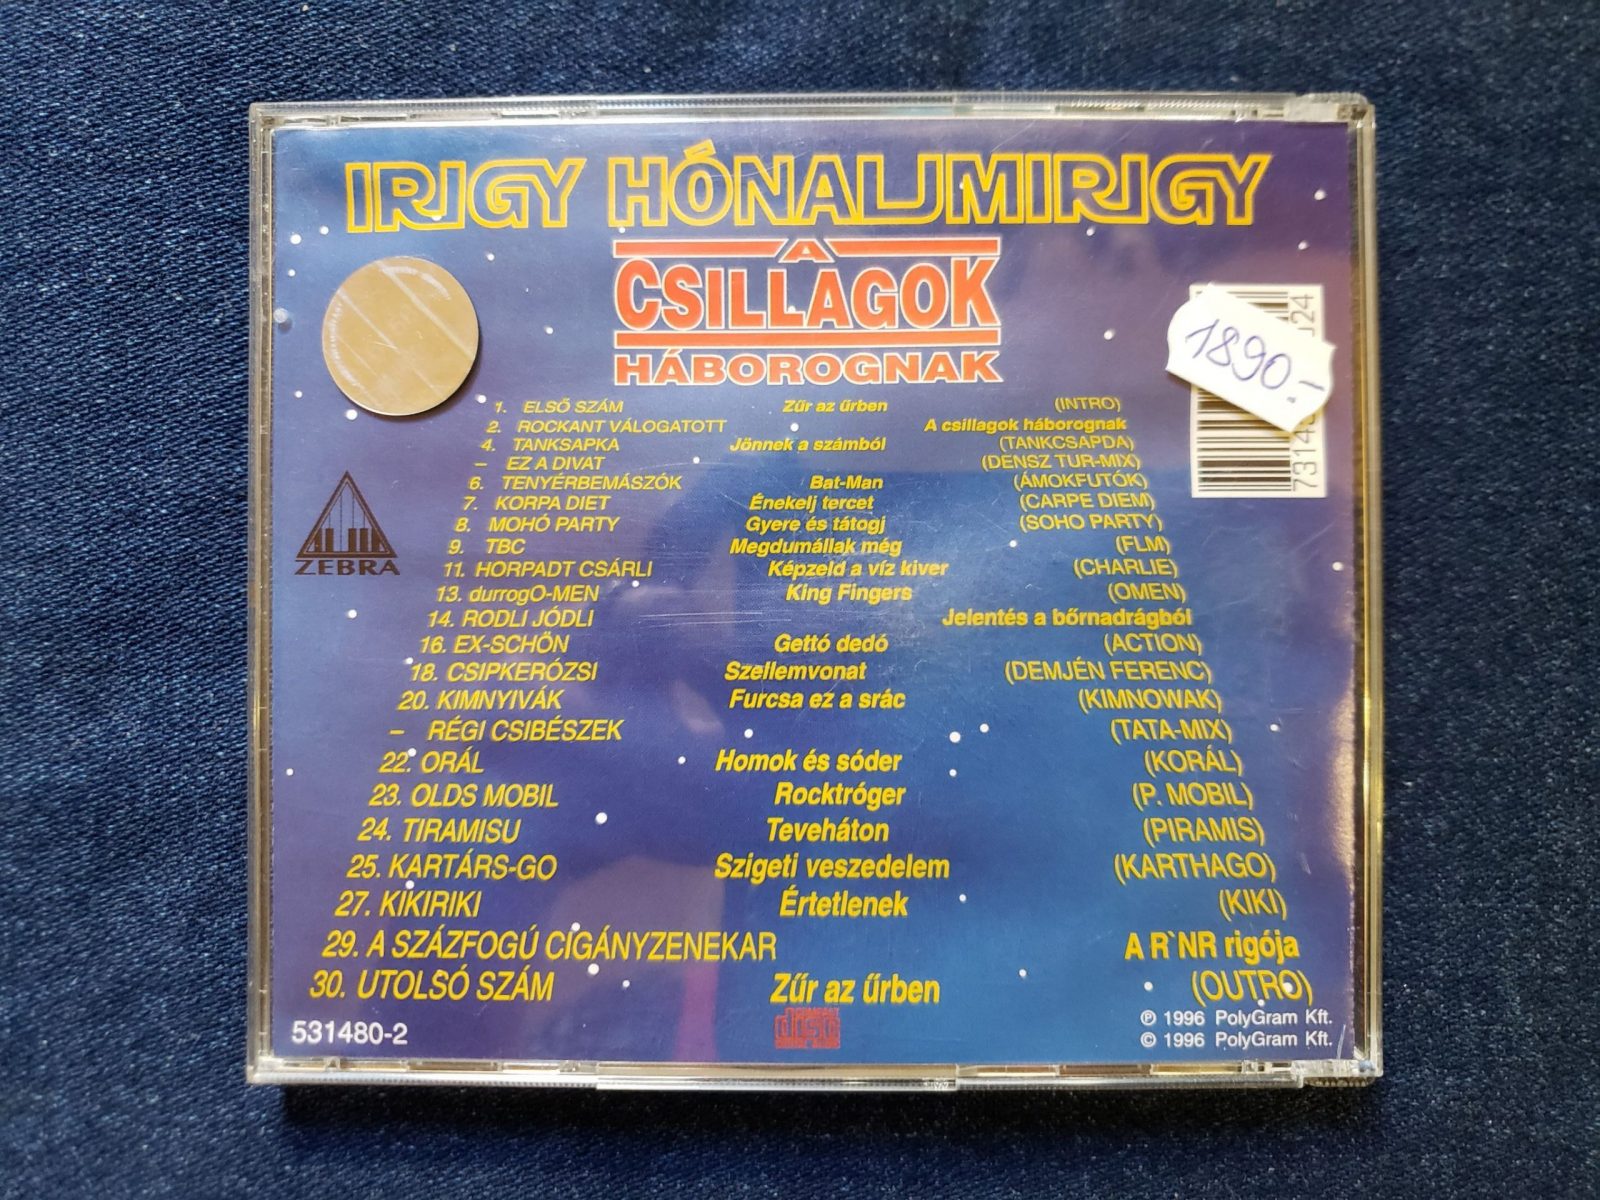 IRIGY HÓNALJMIRIGY
A
CSILLAGOK
HÁBOROGNAK
1890.-
1. ELSŐ SZÁM Zűr az űrben (INTRO)
2. ROCKANT VÁLOGATOTT A csillagok háborognak
4. TANKSAPKA Jönnek a számból (TANKCSAPDA)
– EZ A DIVAT (DENSZ TUR-MIX)
6. TENYÉRBEMÁSZÓK Bat-Man (ÁMOKFUTÓK)
7. KORPA DIET Énekelj tercet (CARPE DIEM)
8. MOHÓ PARTY Gyere és tátogj (SOHO PARTY)
9. TBC Megdumállak még (FLM)
11. HORPADT CSÁRLI Képzeld a víz kiver (CHARLIE)
13. durrogO-MEN King Fingers (OMEN)
14. RODLI JÓDLI Jelentés a bőrnadrágból
16. EX-SCHÖN Gettó dedó (ACTION)
18. CSIPKERÓZSI Szellemvonat (DEMJÉN FERENC)
20. KIMNYIVÁK Furcsa ez a srác (KIMNOWAK)
– RÉGI CSIBÉSZEK (TATA-MIX)
22. ORÁL Homok és sóder (KORÁL)
23. OLDS MOBIL Rocktróger (P. MOBIL)
24. TIRAMISU Teveháton (PIRAMIS)
25. KARTÁRS-GO Szigeti veszedelem (KARTHAGO)
27. KIKIRIKI Értetlenek (KIKI)
29. A SZÁZFOGÚ CIGÁNYZENEKAR A R`NR rigója
30. UTOLSÓ SZÁM Zűr az űrben (OUTRO)
ZEBRA
531480-2
COMPACT
disc
℗ 1996 PolyGram Kft.
© 1996 PolyGram Kft.